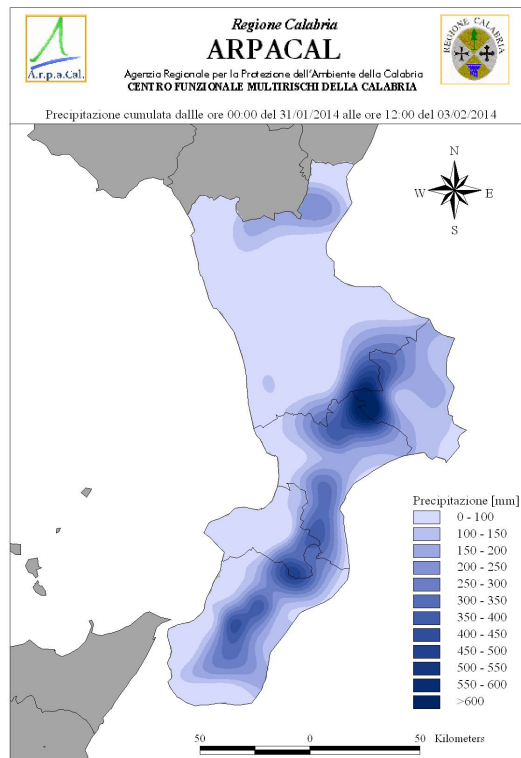 Regione Calabria
ARPACAL
Agenzia Regionale per la Protezione dell'Ambiente della Calabria
CENTRO FUNZIONALE MULTIRISCHI DELLA CALABRIA
A.r.p.a.Cal.
REGIONE CALABRIA
Precipitazione cumulata dallle ore 00:00 del 31/01/2014 alle ore 12:00 del 03/02/2014
N
W E
S
Precipitazione [mm]
0 - 100
100 - 150
150 - 200
200 - 250
250 - 300
300 - 350
350 - 400
400 - 450
450 - 500
500 - 550
550 - 600
>600
50 0 50 Kilometers